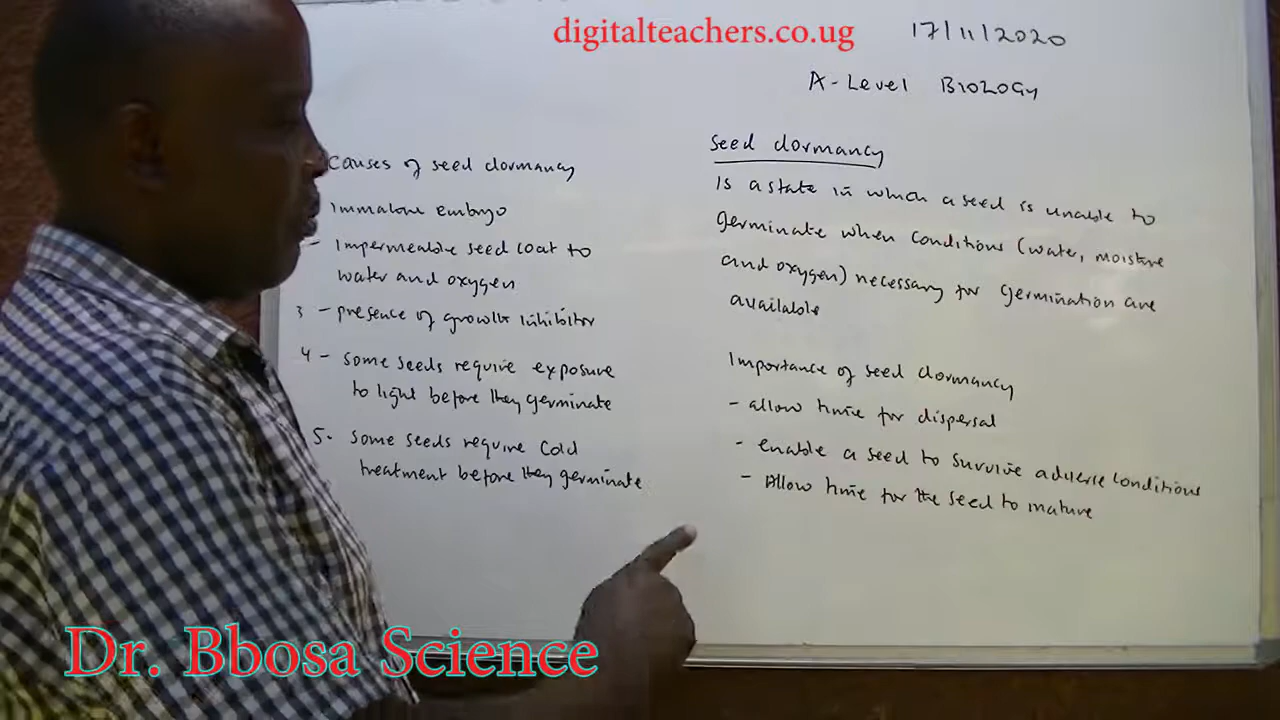 digitalteachers.co.ug
17/11/2020
A-Level BIOLOGY
Causes of seed dormancy
Immature embryo
- Impermeable seed coat to
water and oxygen
3 - presence of growth inhibitor
4 - Some seeds require exposure
to light before they germinate
5. Some seeds require cold
treatment before they germinate
Seed dormancy
Is a state in which a seed is unable to
germinate when conditions (water, moisture
and oxygen) necessary for germination are
available
Importance of seed dormancy
- allow time for dispersal
- enable a seed to survive adverse conditions
- Allow time for the seed to mature
Dr. Bbosa Science